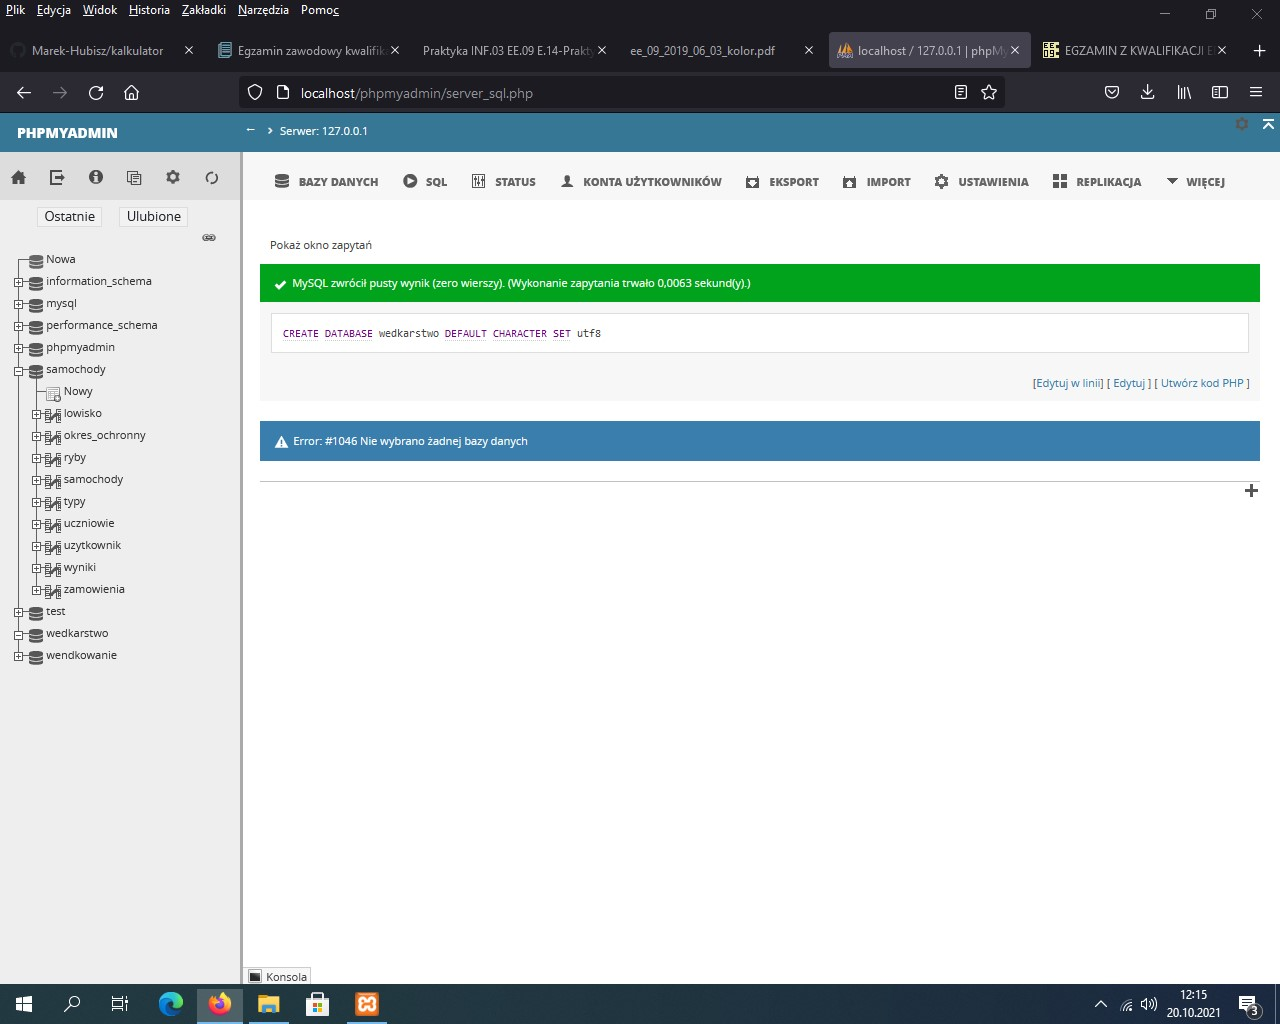 Plik Edycja Widok Historia Zakładki Narzędzia Pomoc
Marek-Hubisz/kalkulator
Egzamin zawodowy kwalifik
Praktyka INF.03 EE.09 E.14-Prakty
ee_09_2019_06_03_kolor.pdf
localhost / 127.0.0.1 | phpMy
EGZAMIN Z KWALIFIKACJI E
localhost/phpmyadmin/server_sql.php
PHPMYADMIN
Serwer: 127.0.0.1
BAZY DANYCH SQL STATUS KONTA UŻYTKOWNIKÓW EKSPORT IMPORT USTAWIENIA REPLIKACJA WIĘCEJ
Ostatnie Ulubione
Nowa
information_schema
mysql
performance_schema
phpmyadmin
samochody
Nowy
lowisko
okres_ochronny
ryby
samochody
typy
uczniowie
uzytkownik
wyniki
zamowienia
test
wedkarstwo
wendkowanie
Pokaż okno zapytań
MySQL zwrócił pusty wynik (zero wierszy). (Wykonanie zapytania trwało 0,0063 sekund(y).)
CREATE DATABASE wedkarstwo DEFAULT CHARACTER SET utf8
[Edytuj w linii] [ Edytuj ] [ Utwórz kod PHP ]
Error: #1046 Nie wybrano żadnej bazy danych
Konsola
12:15
20.10.2021
3